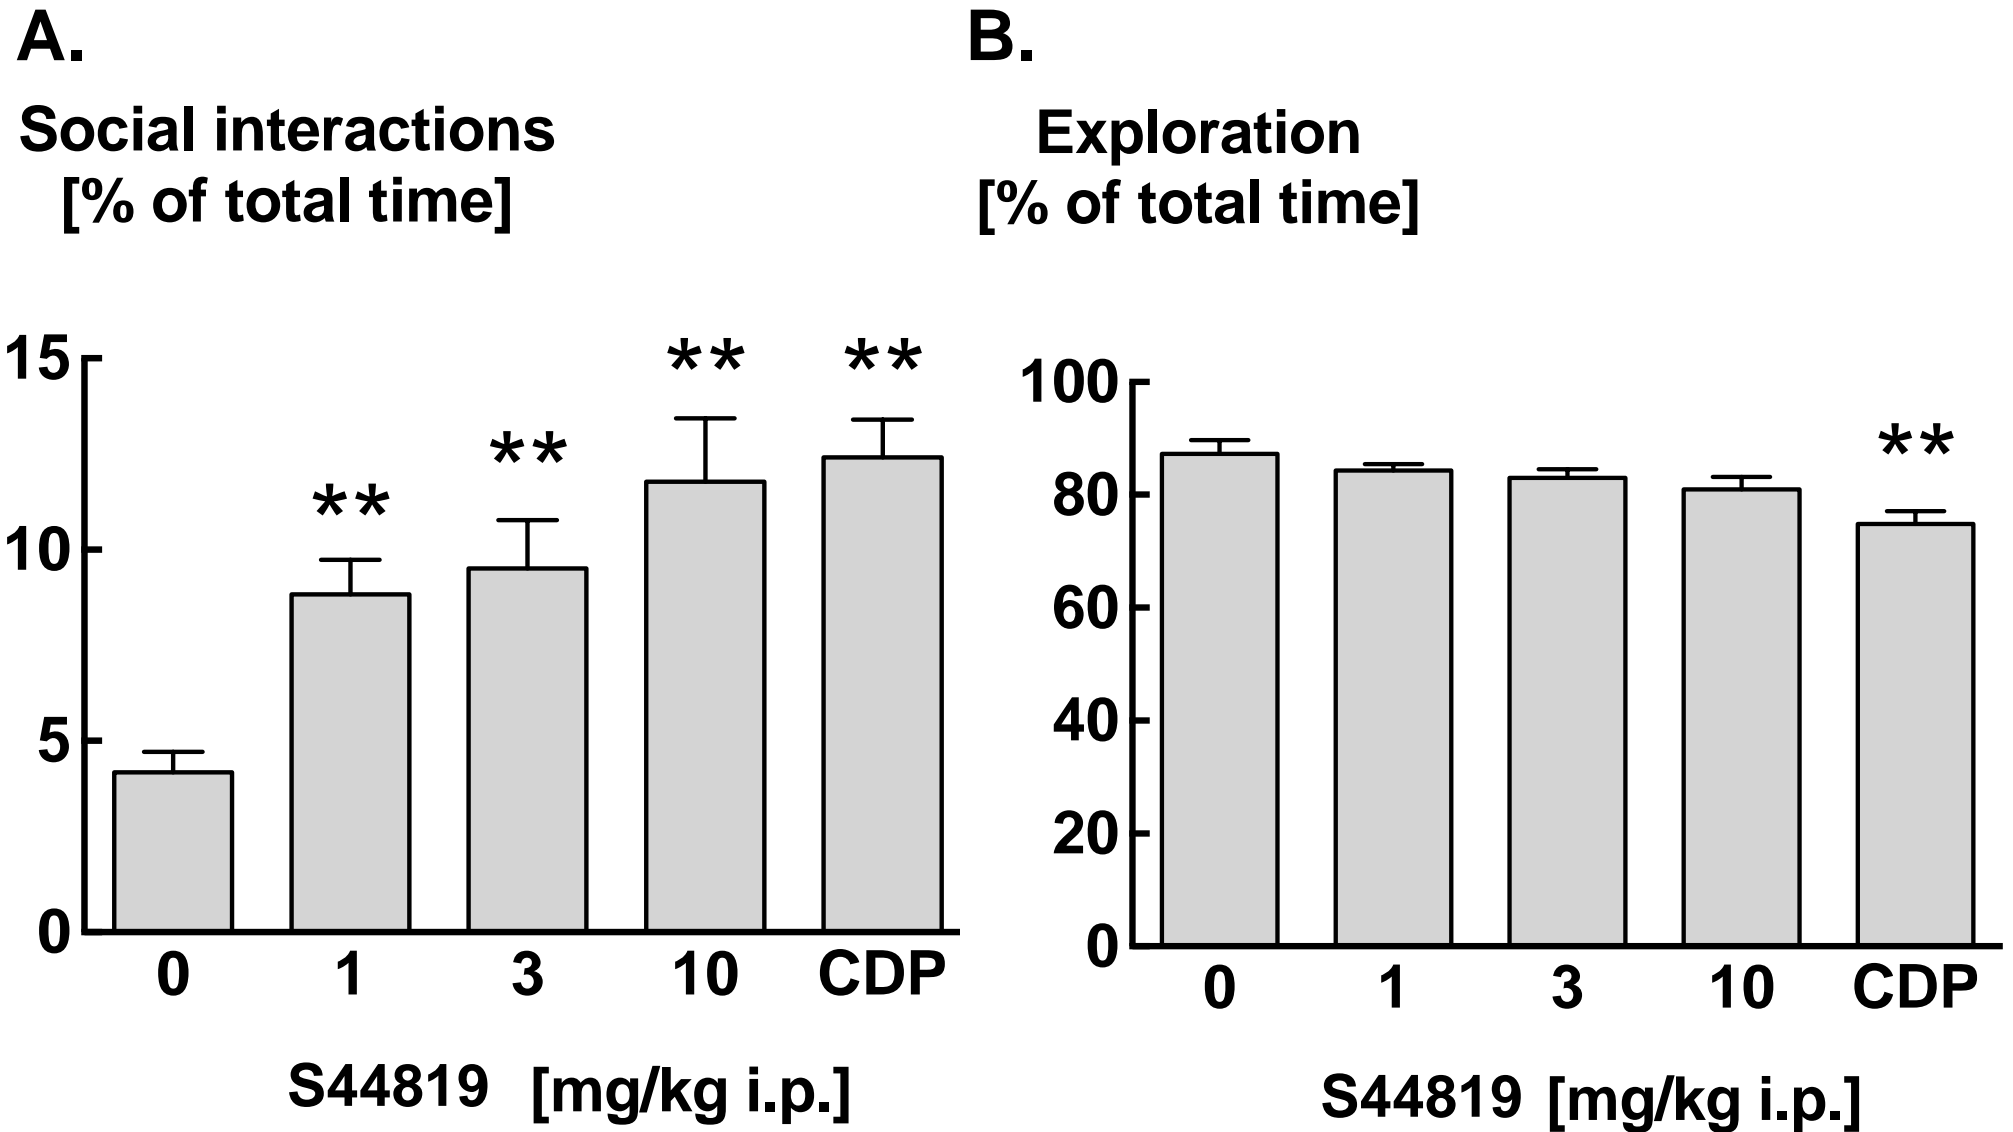 A.
Social interactions
[% of total time]
15
10
5
0
**
**
**
**
0 1 3 10 CDP
S44819 [mg/kg i.p.]
B.
Exploration
[% of total time]
100
80
60
40
20
0
**
0 1 3 10 CDP
S44819 [mg/kg i.p.]